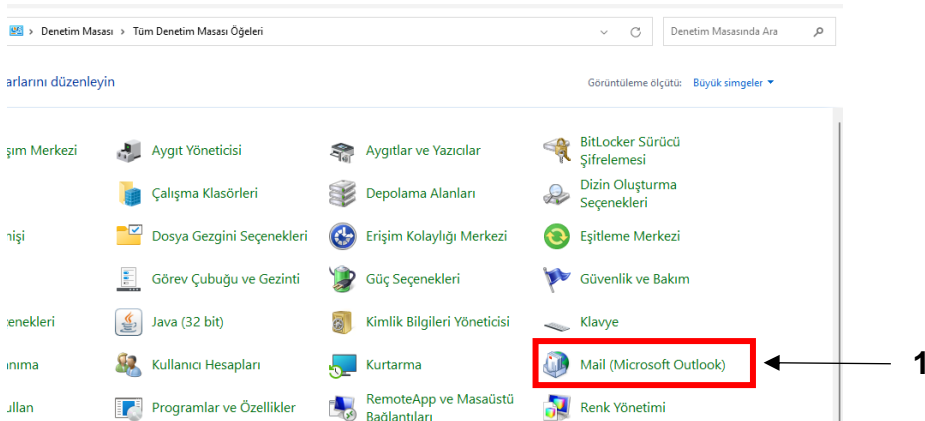 Denetim Masası > Tüm Denetim Masası Öğeleri
Denetim Masasında Ara
arlarını düzenleyin
Görüntüleme ölçütü: Büyük simgeler
şım Merkezi
Aygıt Yöneticisi
Aygıtlar ve Yazıcılar
BitLocker Sürücü
Şifrelemesi
Çalışma Klasörleri
Depolama Alanları
Dizin Oluşturma
Seçenekleri
nişi
Dosya Gezgini Seçenekleri
Erişim Kolaylığı Merkezi
Eşitleme Merkezi
Görev Çubuğu ve Gezinti
Güç Seçenekleri
Güvenlik ve Bakım
çenekleri
Java (32 bit)
Kimlik Bilgileri Yöneticisi
Klavye
anıma
Kullanıcı Hesapları
Kurtarma
Mail (Microsoft Outlook)
1
ullan
Programlar ve Özellikler
RemoteApp ve Masaüstü
Bağlantıları
Renk Yönetimi